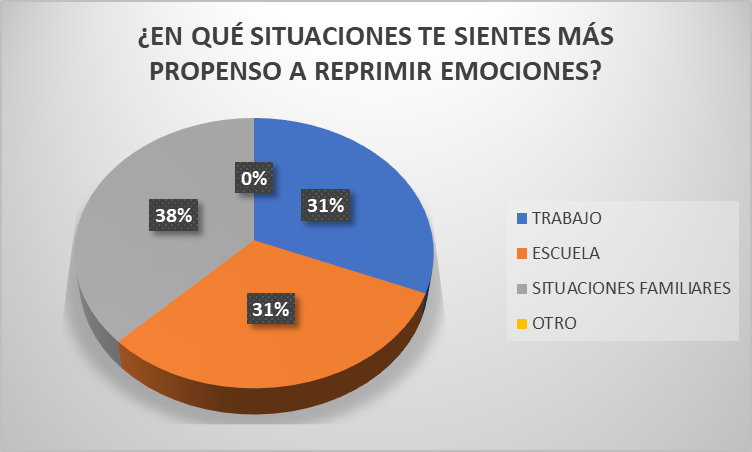 ¿EN QUÉ SITUACIONES TE SIENTES MÁS
PROPENSO A REPRIMIR EMOCIONES?
0%
31%
38%
31%
TRABAJO
ESCUELA
SITUACIONES FAMILIARES
OTRO